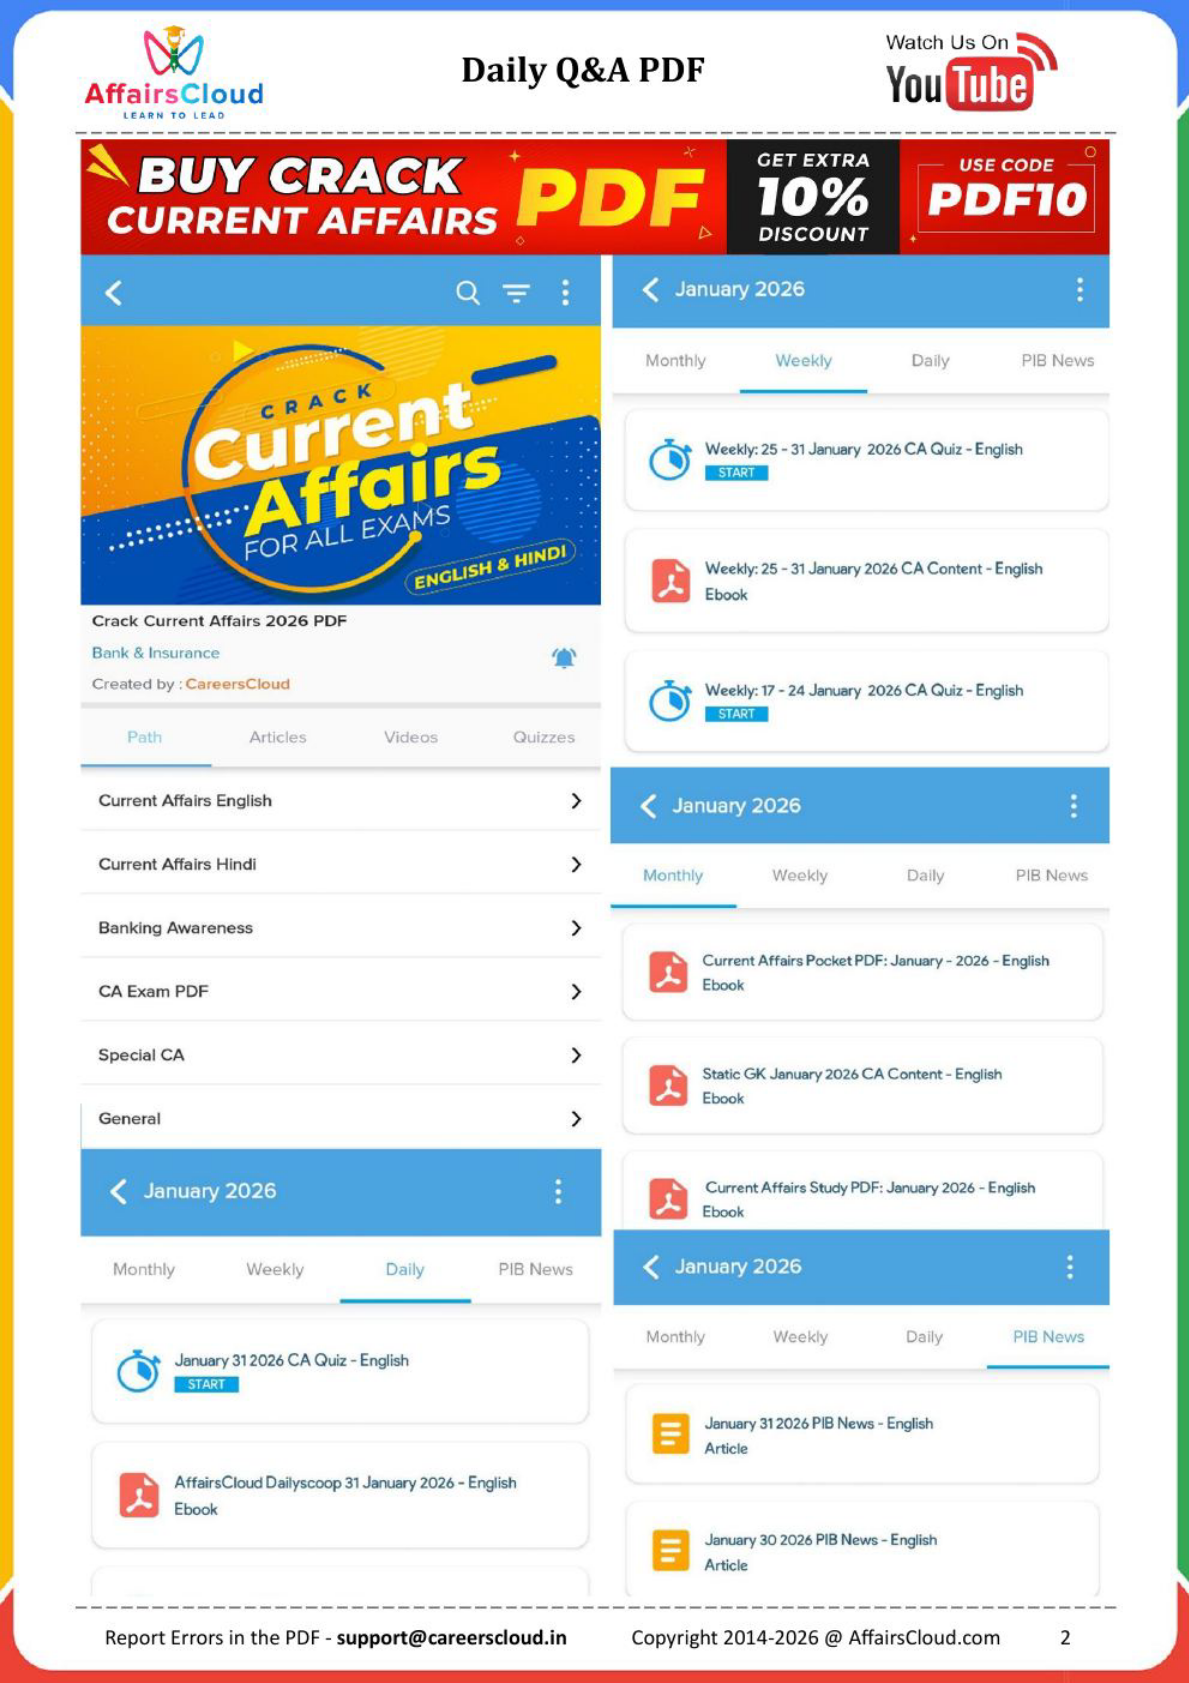 AffairsCloud
LEARN TO LEAD
Daily Q&A PDF
Watch Us On
YouTube
BUY CRACK
CURRENT AFFAIRS
PDF
GET EXTRA
10%
DISCOUNT
USE CODE
PDF10
CRACK
Current
Affairs
FOR ALL EXAMS
ENGLISH & HINDI
Crack Current Affairs 2026 PDF
Bank & Insurance
Created by : CareersCloud
Path Articles Videos Quizzes
Current Affairs English
Current Affairs Hindi
Banking Awareness
CA Exam PDF
Special CA
General
January 2026
Monthly Weekly Daily PIB News
January 31 2026 CA Quiz - English
START
AffairsCloud Dailyscoop 31 January 2026 - English
Ebook
January 2026
Monthly Weekly Daily PIB News
Weekly: 25 - 31 January 2026 CA Quiz - English
START
Weekly: 25 - 31 January 2026 CA Content - English
Ebook
Weekly: 17 - 24 January 2026 CA Quiz - English
START
January 2026
Monthly Weekly Daily PIB News
Current Affairs Pocket PDF: January - 2026 - English
Ebook
Static GK January 2026 CA Content - English
Ebook
Current Affairs Study PDF: January 2026 - English
Ebook
January 2026
Monthly Weekly Daily PIB News
January 31 2026 PIB News - English
Article
January 30 2026 PIB News - English
Article
Report Errors in the PDF - support@careerscloud.in Copyright 2014-2026 @ AffairsCloud.com 2